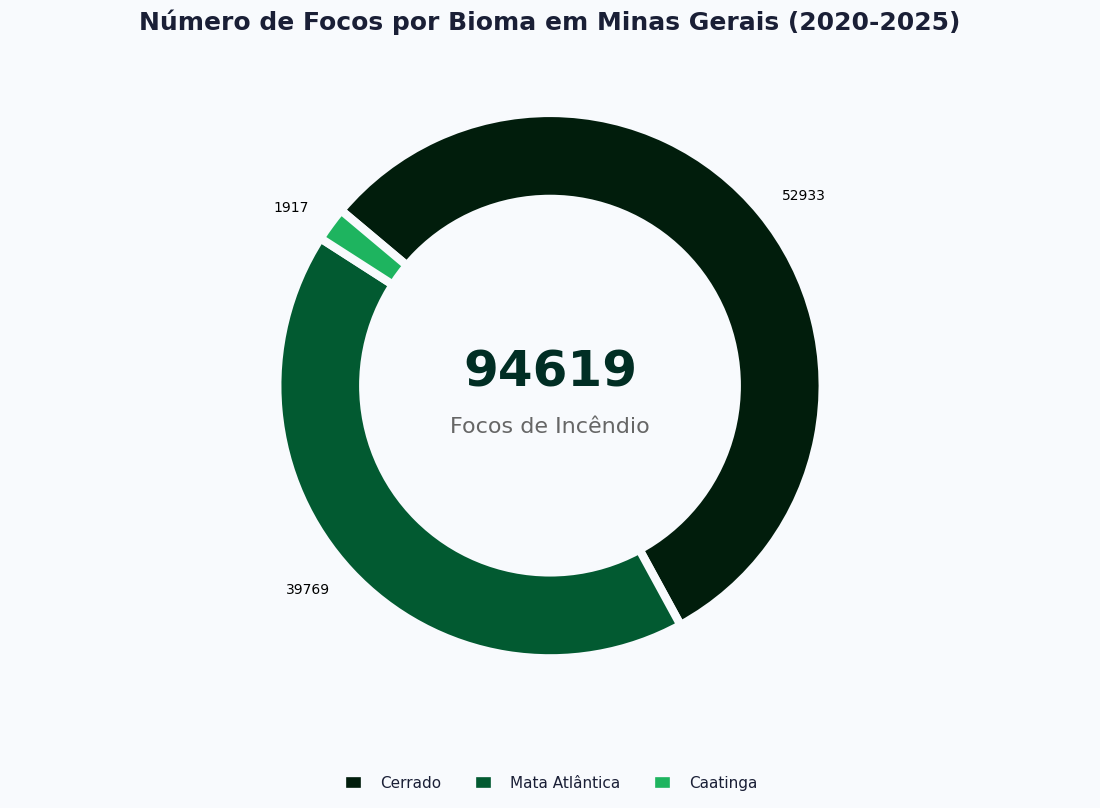 Número de Focos por Bioma em Minas Gerais (2020-2025)
52933
1917
94619
Focos de Incêndio
39769
Cerrado
Mata Atlântica
Caatinga